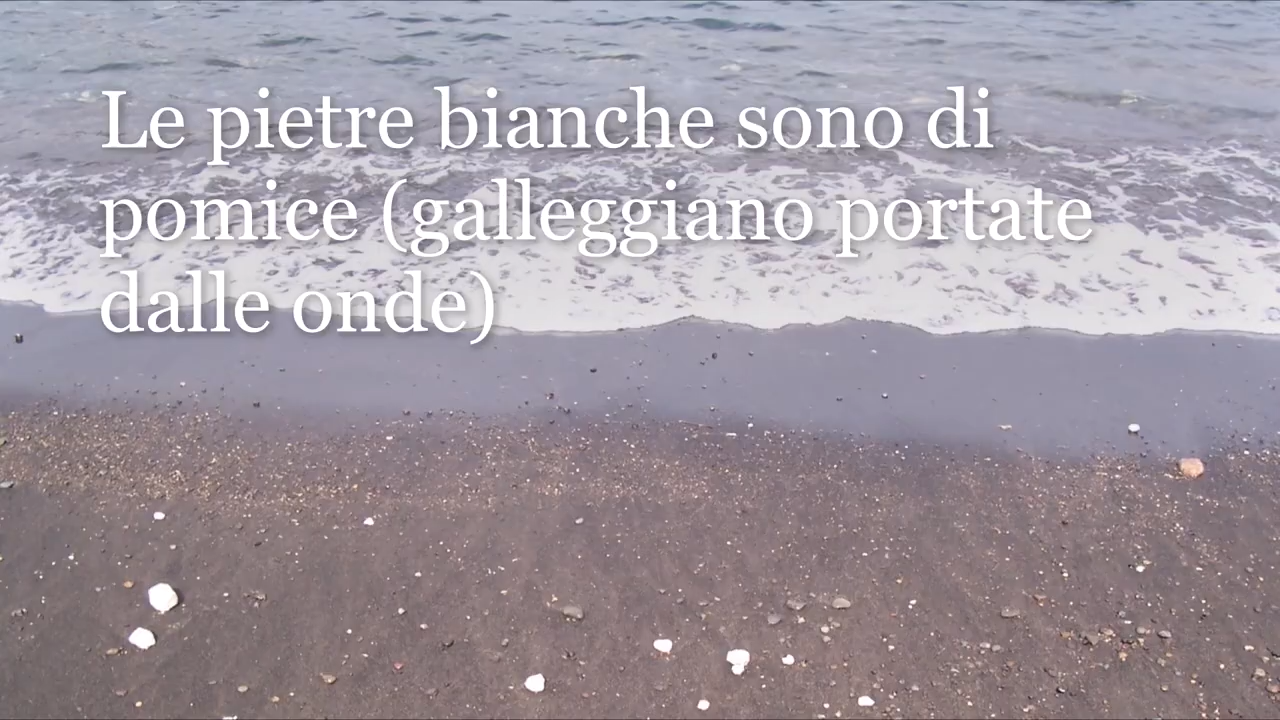 Le pietre bianche sono di
pomice (galleggiano portate
dalle onde)